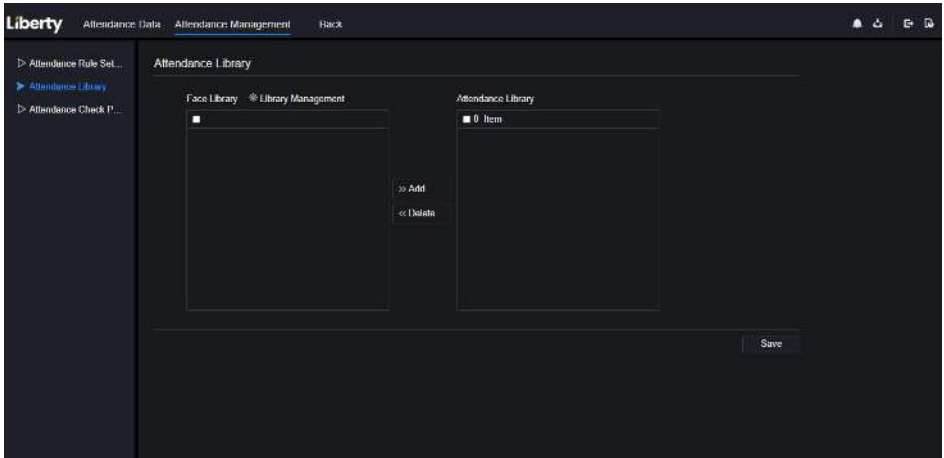 Liberty Attendance Data Attendance Management Back
Attendance Rule Set...
Attendance Library
Attendance Check P...
Attendance Library
Face Library Library Management
Attendance Library
0 Item
>> Add
<< Delete
Save